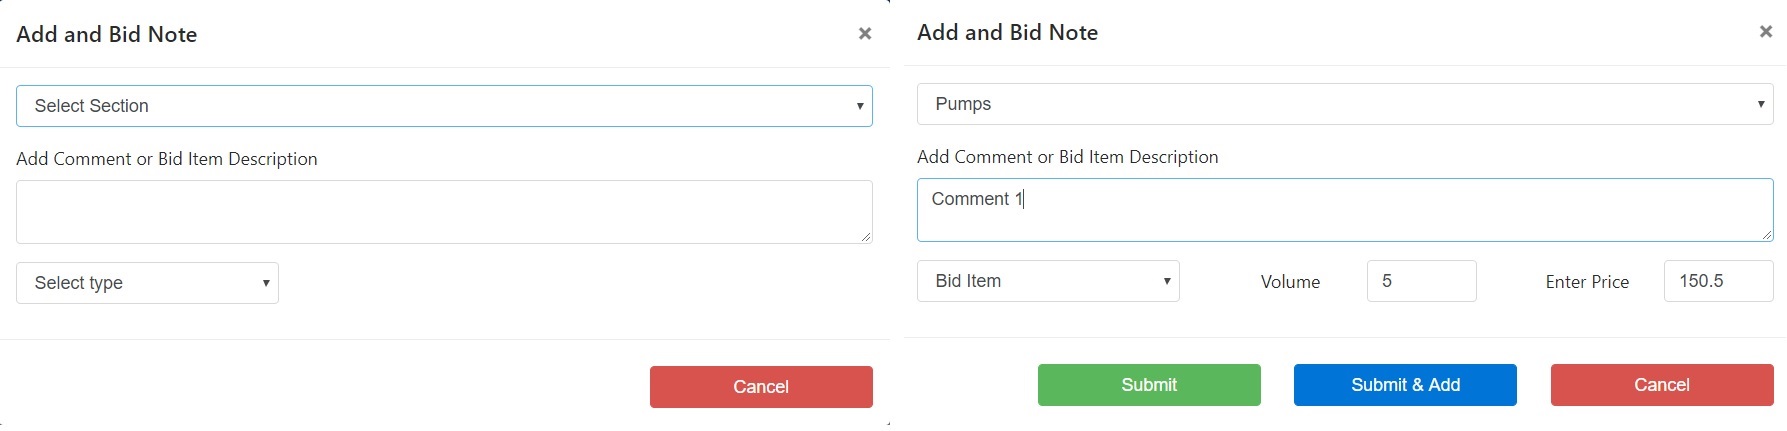 Add and Bid Note ×
Select Section
Add Comment or Bid Item Description
Select type
Cancel
Add and Bid Note ×
Pumps
Add Comment or Bid Item Description
Comment 1
Bid Item Volume 5 Enter Price 150.5
Submit Submit & Add Cancel